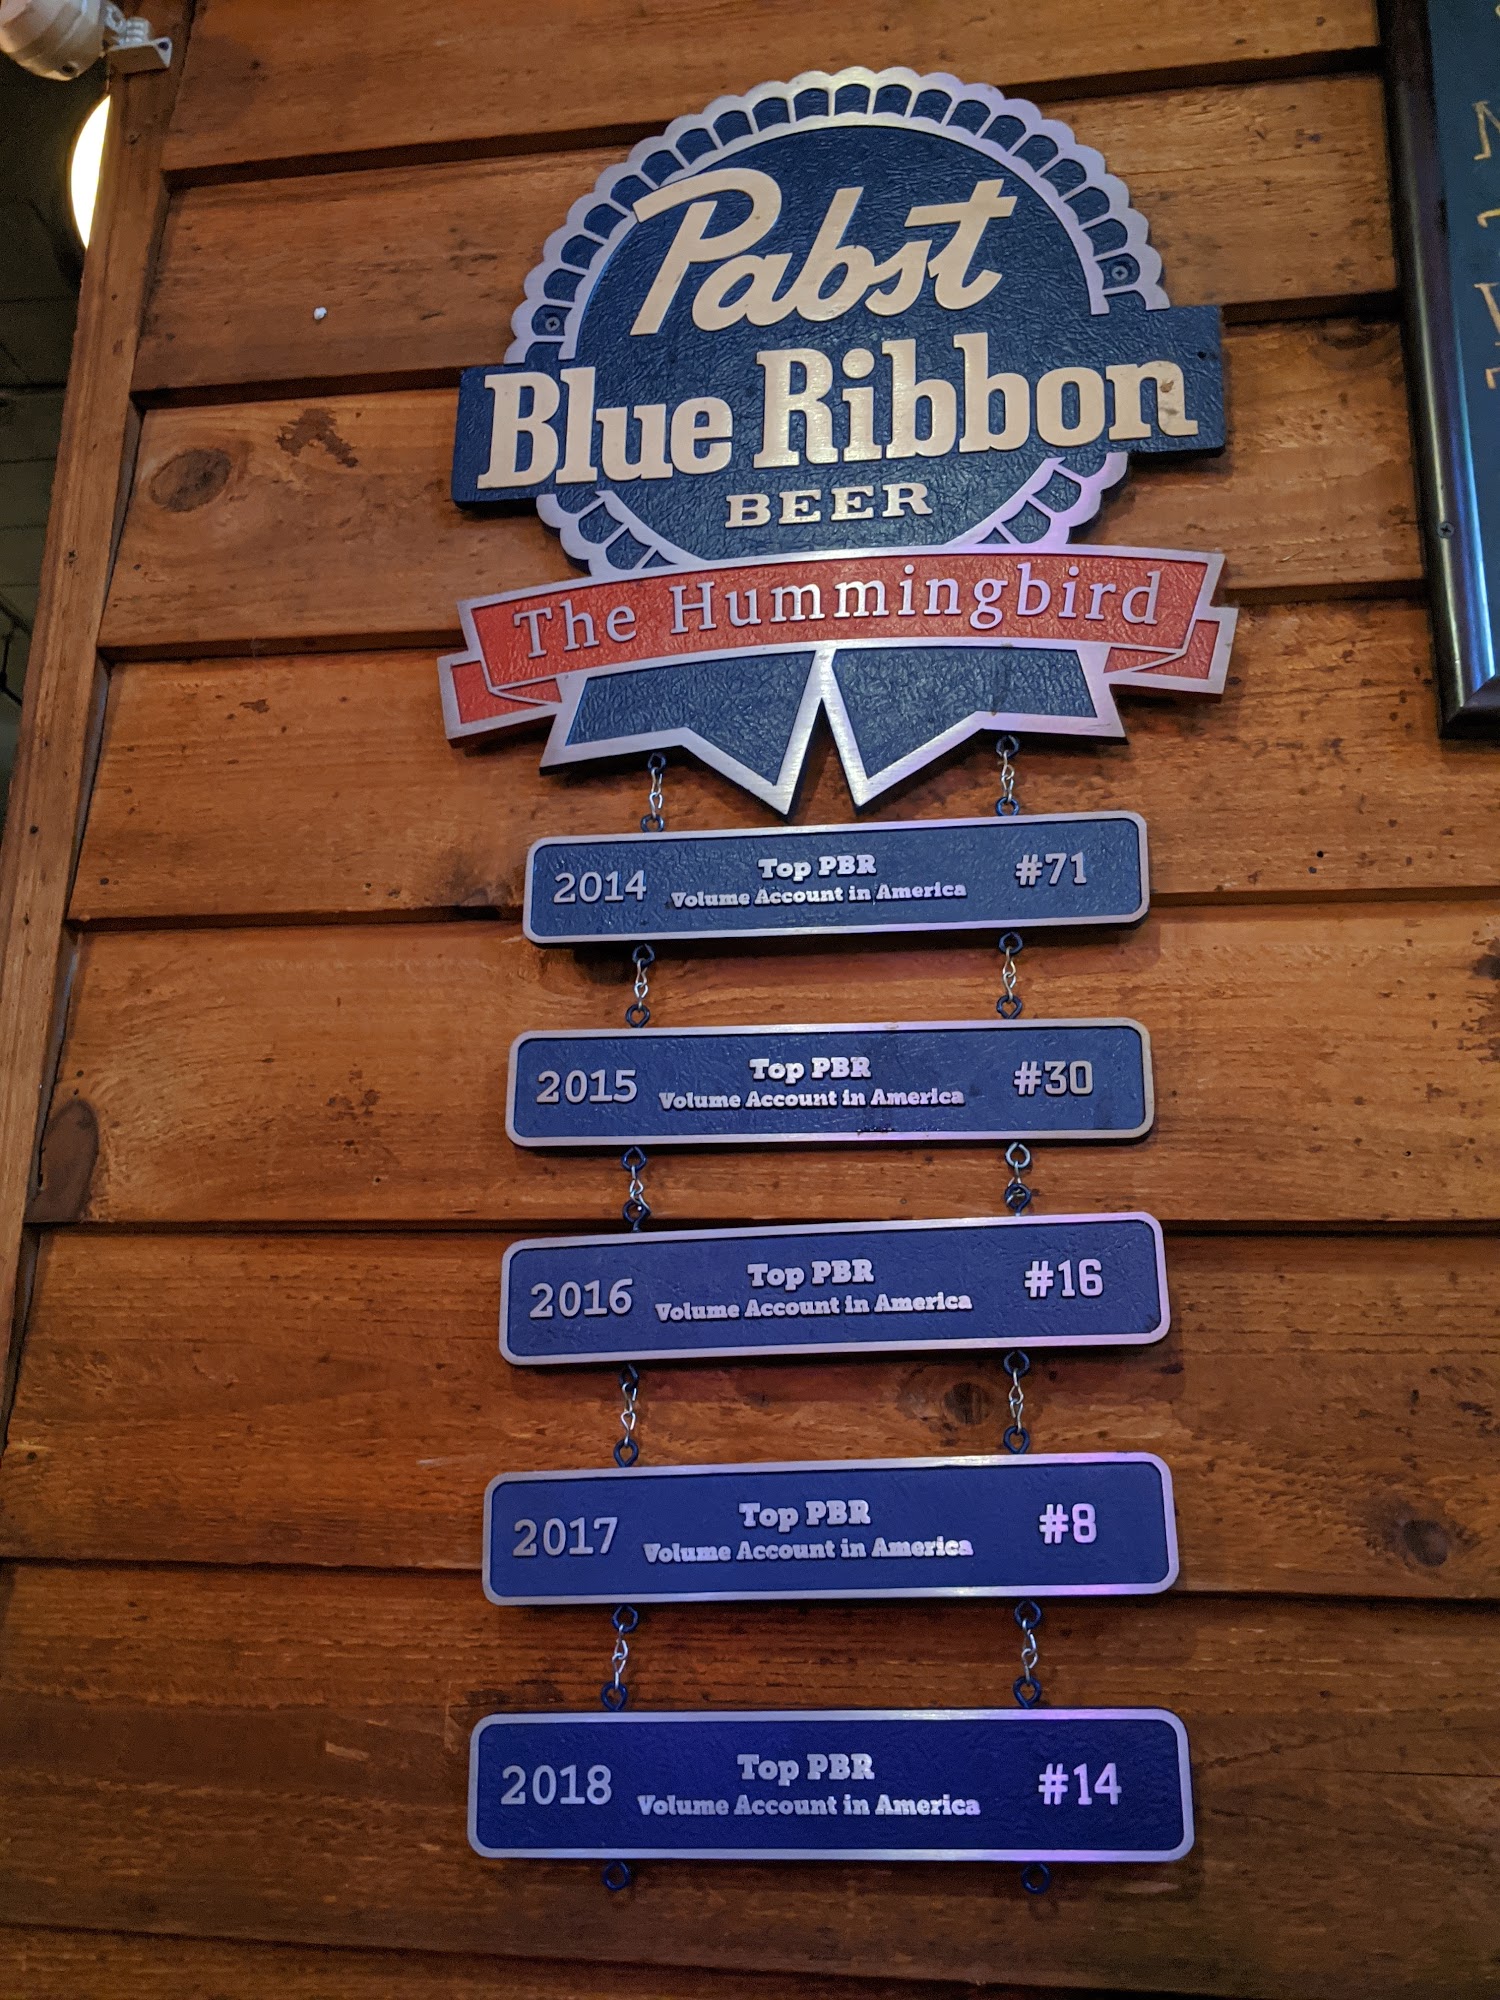 Pabst
Blue Ribbon
BEER
The Hummingbird
2014 Top PBR #71
Volume Account in America
2015 Top PBR #30
Volume Account in America
2016 Top PBR #16
Volume Account in America
2017 Top PBR #8
Volume Account in America
2018 Top PBR #14
Volume Account in America